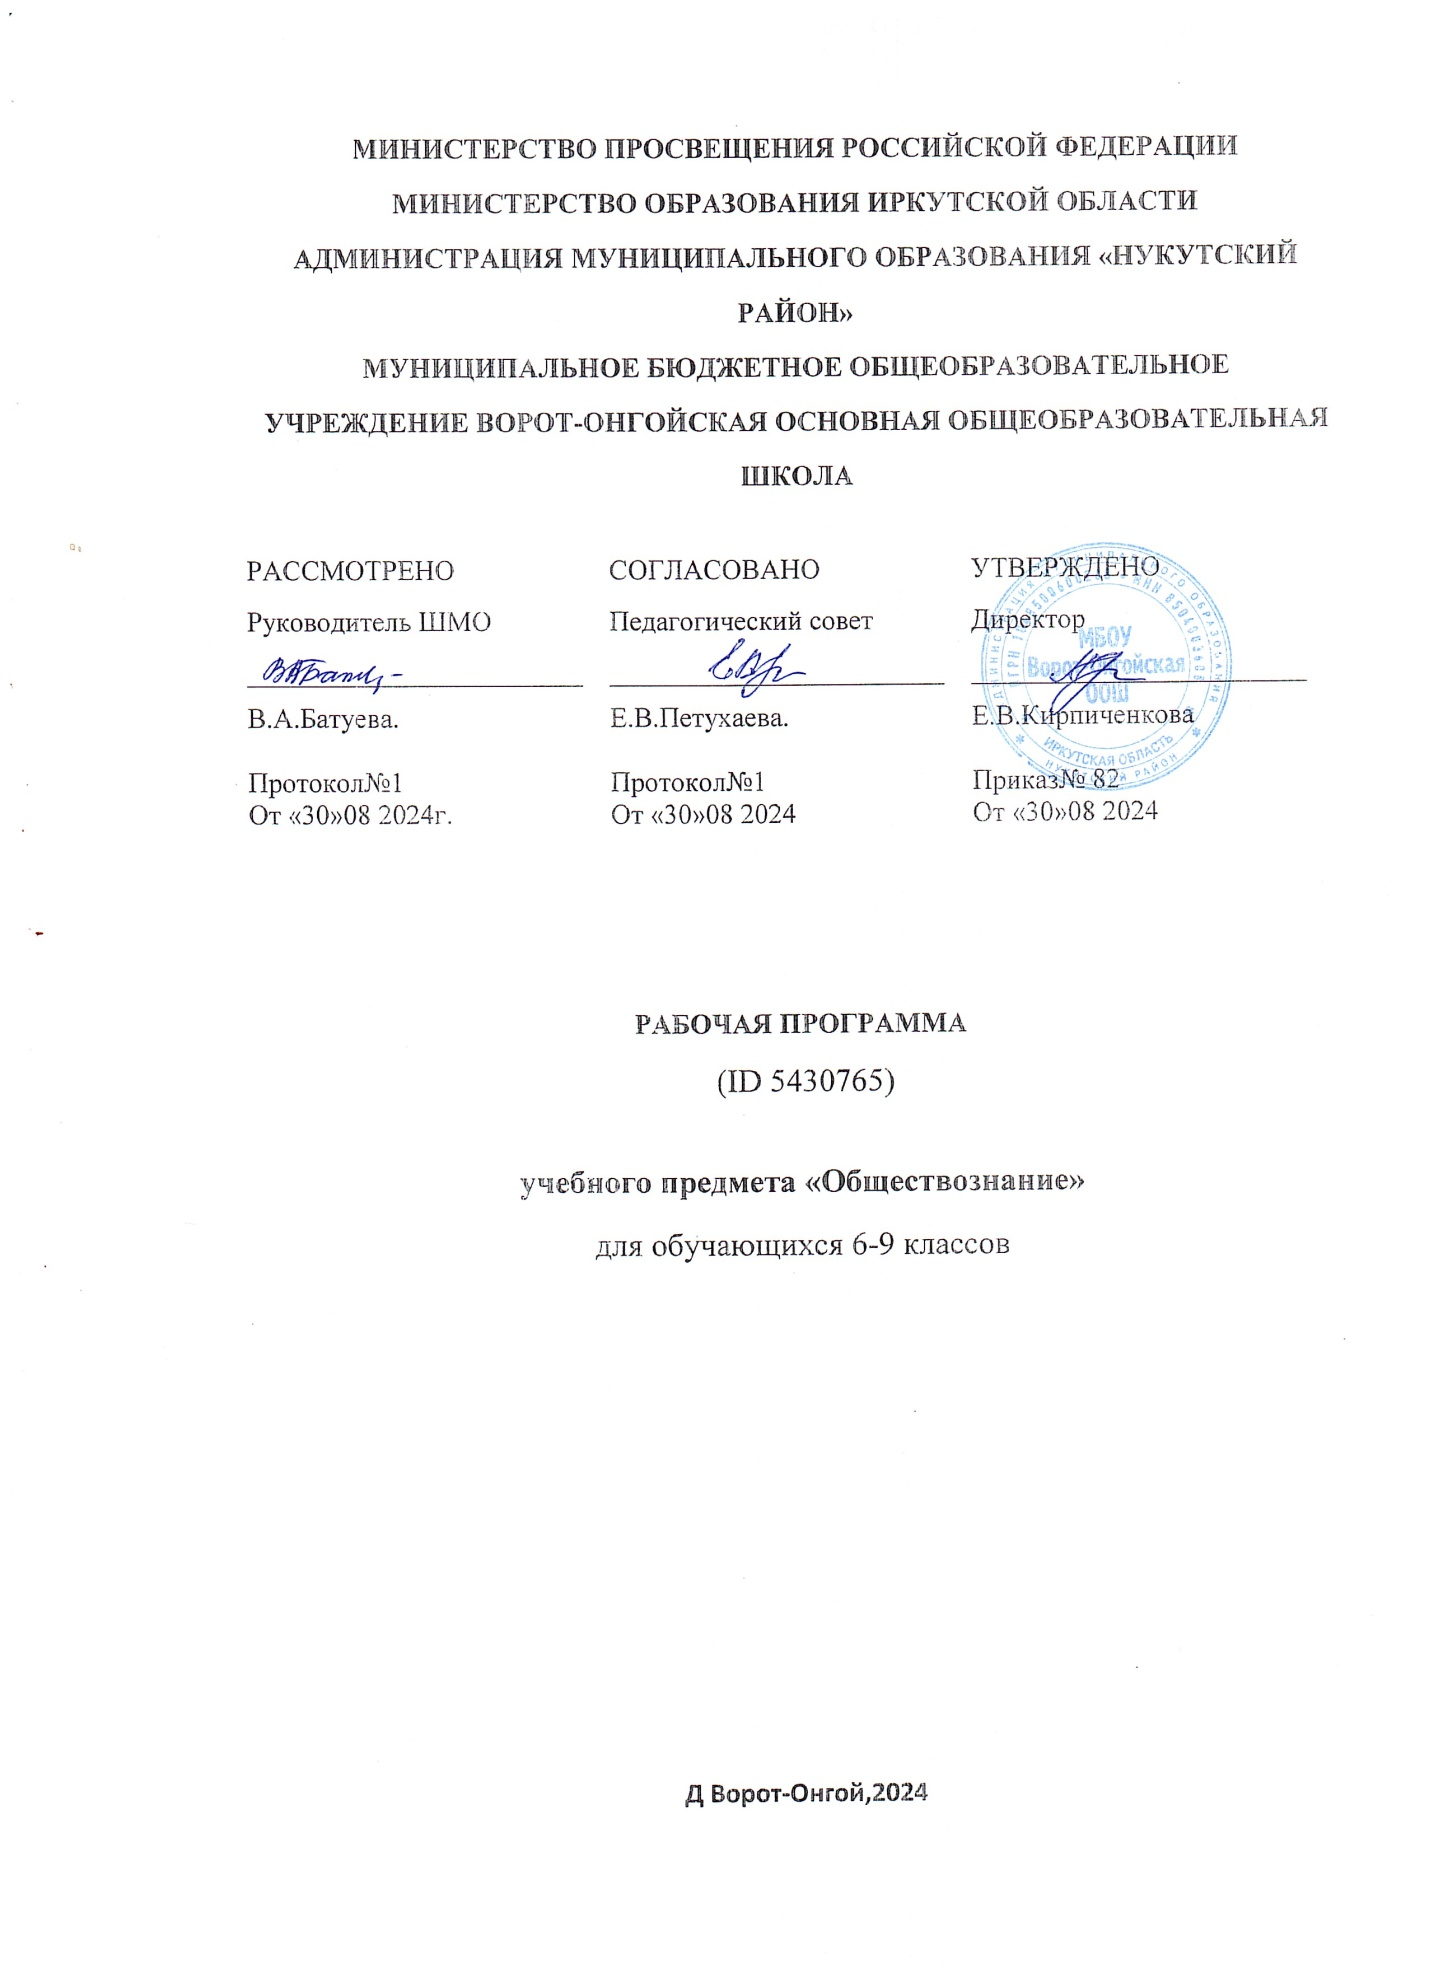 МИНИСТЕРСТВО ПРОСВЕЩЕНИЯ РОССИЙСКОЙ ФЕДЕРАЦИИ
МИНИСТЕРСТВО ОБРАЗОВАНИЯ ИРКУТСКОЙ ОБЛАСТИ
АДМИНИСТРАЦИЯ МУНИЦИПАЛЬНОГО ОБРАЗОВАНИЯ «НУКУТСКИЙ
РАЙОН»
МУНИЦИПАЛЬНОЕ БЮДЖЕТНОЕ ОБЩЕОБРАЗОВАТЕЛЬНОЕ
УЧРЕЖДЕНИЕ ВОРОТ-ОНГОЙСКАЯ ОСНОВНАЯ ОБЩЕОБРАЗОВАТЕЛЬНАЯ
ШКОЛА
РАССМОТРЕНО
Руководитель ШМО
В.А.Батуева.
Протокол№1
От «30»08 2024г.
СОГЛАСОВАНО
Педагогический совет
Е.В.Петухаева.
Протокол№1
От «30»08 2024
УТВЕРЖДЕНО
Директор
Е.В.Кирпиченкова
Приказ№ 82
От «30»08 2024
МБОУ
Ворот-Онгойская
ООШ
ИРКУТСКАЯ ОБЛАСТЬ
НУКУТСКИЙ РАЙОН
РАБОЧАЯ ПРОГРАММА
(ID 5430765)
учебного предмета «Обществознание»
для обучающихся 6-9 классов
Д Ворот-Онгой,2024